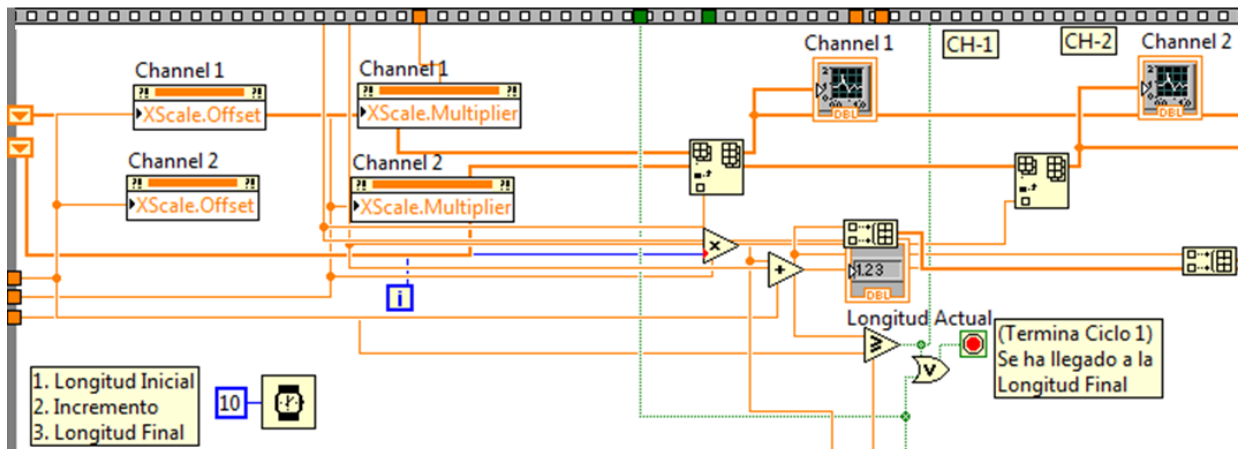 Channel 1
XScale.Offset
Channel 2
XScale.Offset
Channel 1
XScale.Multiplier
Channel 2
XScale.Multiplier
i
Channel 1
DBL
CH-1
CH-2
Channel 2
DBL
x
+
1.23
DBL
Longitud Actual
≥
V
(Termina Ciclo 1)
Se ha llegado a la
Longitud Final
1. Longitud Inicial
2. Incremento
3. Longitud Final
10